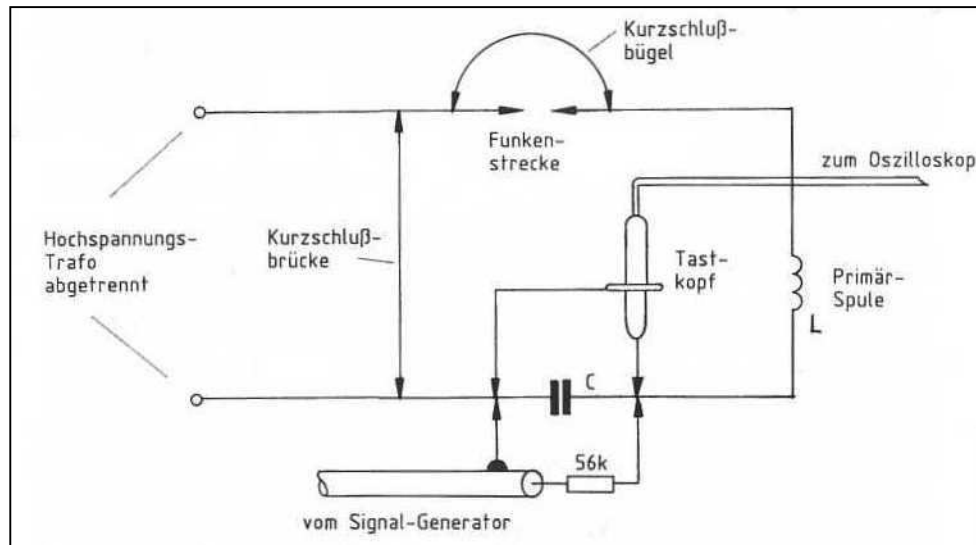 Kurzschluß-
bügel
Funken-
strecke
zum Oszilloskop
Hochspannungs-
Trafo
abgetrennt
Kurzschluß-
brücke
Tast-
kopf
Primär-
Spule
L
C
56k
vom Signal-Generator